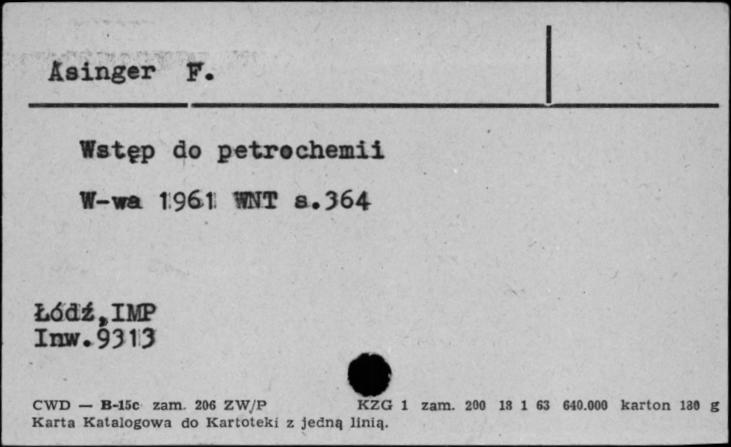 Asinger F.
Wstęp do petrochemii
W-wa 1961 WNT s.364
Łódź,IMP
Inw.9313
CWD — B-15c zam. 206 ZW/P KZG 1 zam. 200 18 1 63 640.000 karton 180 g
Karta Katalogowa do Kartoteki z jedną linią.